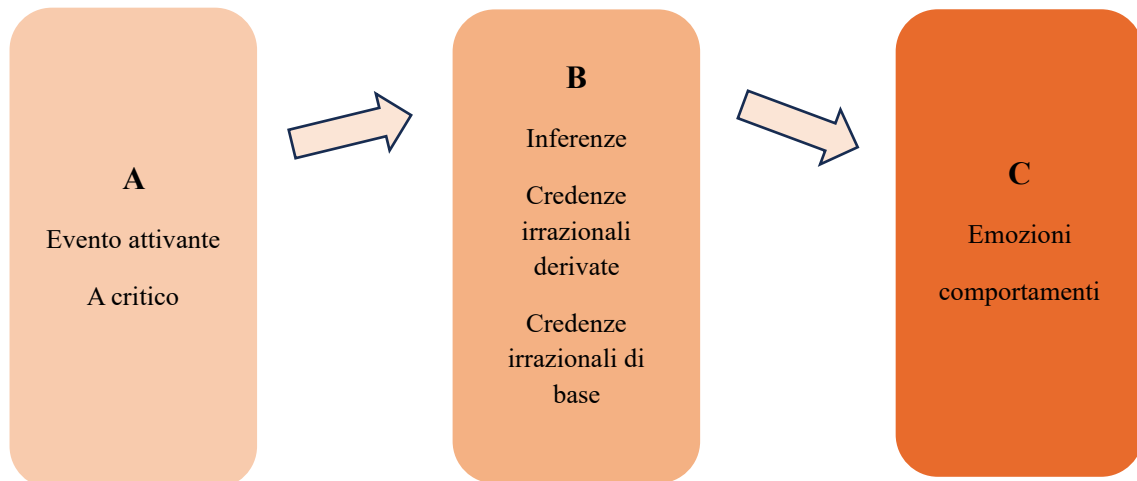 A
Evento attivante
A critico
B
Inferenze
Credenze
irrazionali
derivate
Credenze
irrazionali di
base
C
Emozioni
comportamenti